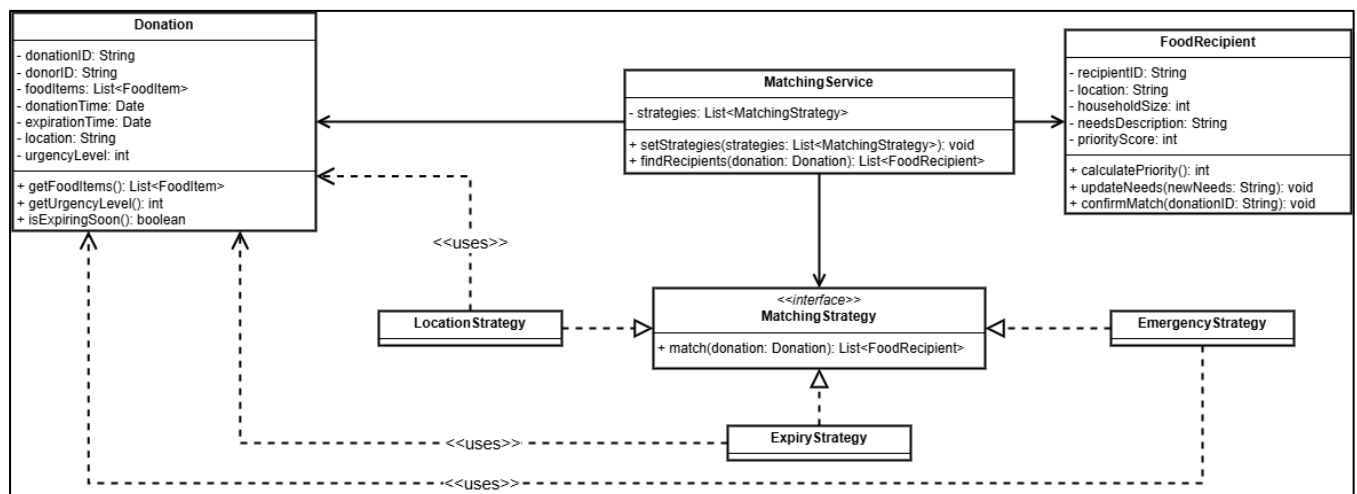 Donation
- donationID: String
- donorID: String
- foodItems: List<FoodItem>
- donationTime: Date
- expirationTime: Date
- location: String
- urgencyLevel: int
+ getFoodItems(): List<FoodItem>
+ getUrgencyLevel(): int
+ isExpiringSoon(): boolean
MatchingService
- strategies: List<MatchingStrategy>
+ setStrategies(strategies: List<MatchingStrategy>): void
+ findRecipients(donation: Donation): List<FoodRecipient>
FoodRecipient
- recipientID: String
- location: String
- householdSize: int
- needsDescription: String
- priorityScore: int
+ calculatePriority(): int
+ updateNeeds(newNeeds: String): void
+ confirmMatch(donationID: String): void
<<uses>>
LocationStrategy
<<interface>>
MatchingStrategy
+ match(donation: Donation): List<FoodRecipient>
EmergencyStrategy
<<uses>>
ExpiryStrategy
<<uses>>